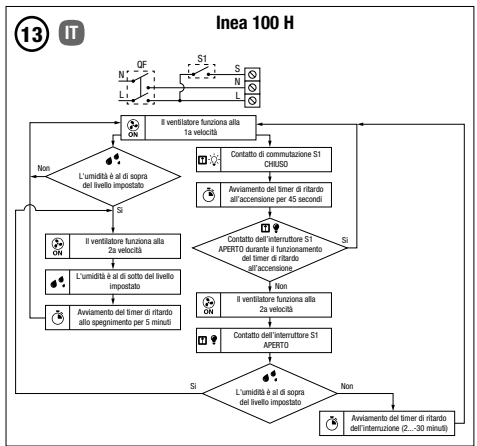 13 IT
Inea 100 H
QF
S1
S
N
N
L
L
ON
Il ventilatore funziona alla
1a velocità
Non
L'umidità è al di sopra
del livello impostato
Si
Contatto di commutazione S1
CHIUSO
Avviamento del timer di ritardo
all'accensione per 45 secondi
Contatto dell'interruttore S1
APERTO durante il funzionamento
del timer di ritardo
all'accensione
Si
Non
ON
Il ventilatore funziona alla
2a velocità
L'umidità è al di sotto del livello
impostato
Avviamento del timer di ritardo
allo spegnimento per 5 minuti
ON
Il ventilatore funziona alla
2a velocità
Contatto dell'interruttore S1
APERTO
Si
L'umidità è al di sopra
del livello impostato
Non
Avviamento del timer di ritardo
dell'interruzione (2...-30 minuti)